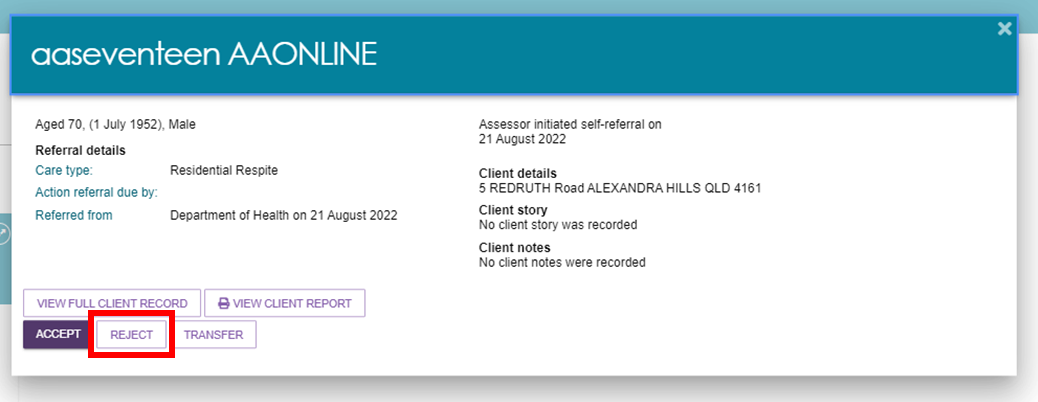 aaseventeen AAONLINE
Aged 70, (1 July 1952), Male
Referral details
Care type: Residential Respite
Action referral due by:
Referred from Department of Health on 21 August 2022
Assessor initiated self-referral on
21 August 2022
Client details
5 REDRUTH Road ALEXANDRA HILLS QLD 4161
Client story
No client story was recorded
Client notes
No client notes were recorded
VIEW FULL CLIENT RECORD VIEW CLIENT REPORT
ACCEPT REJECT TRANSFER